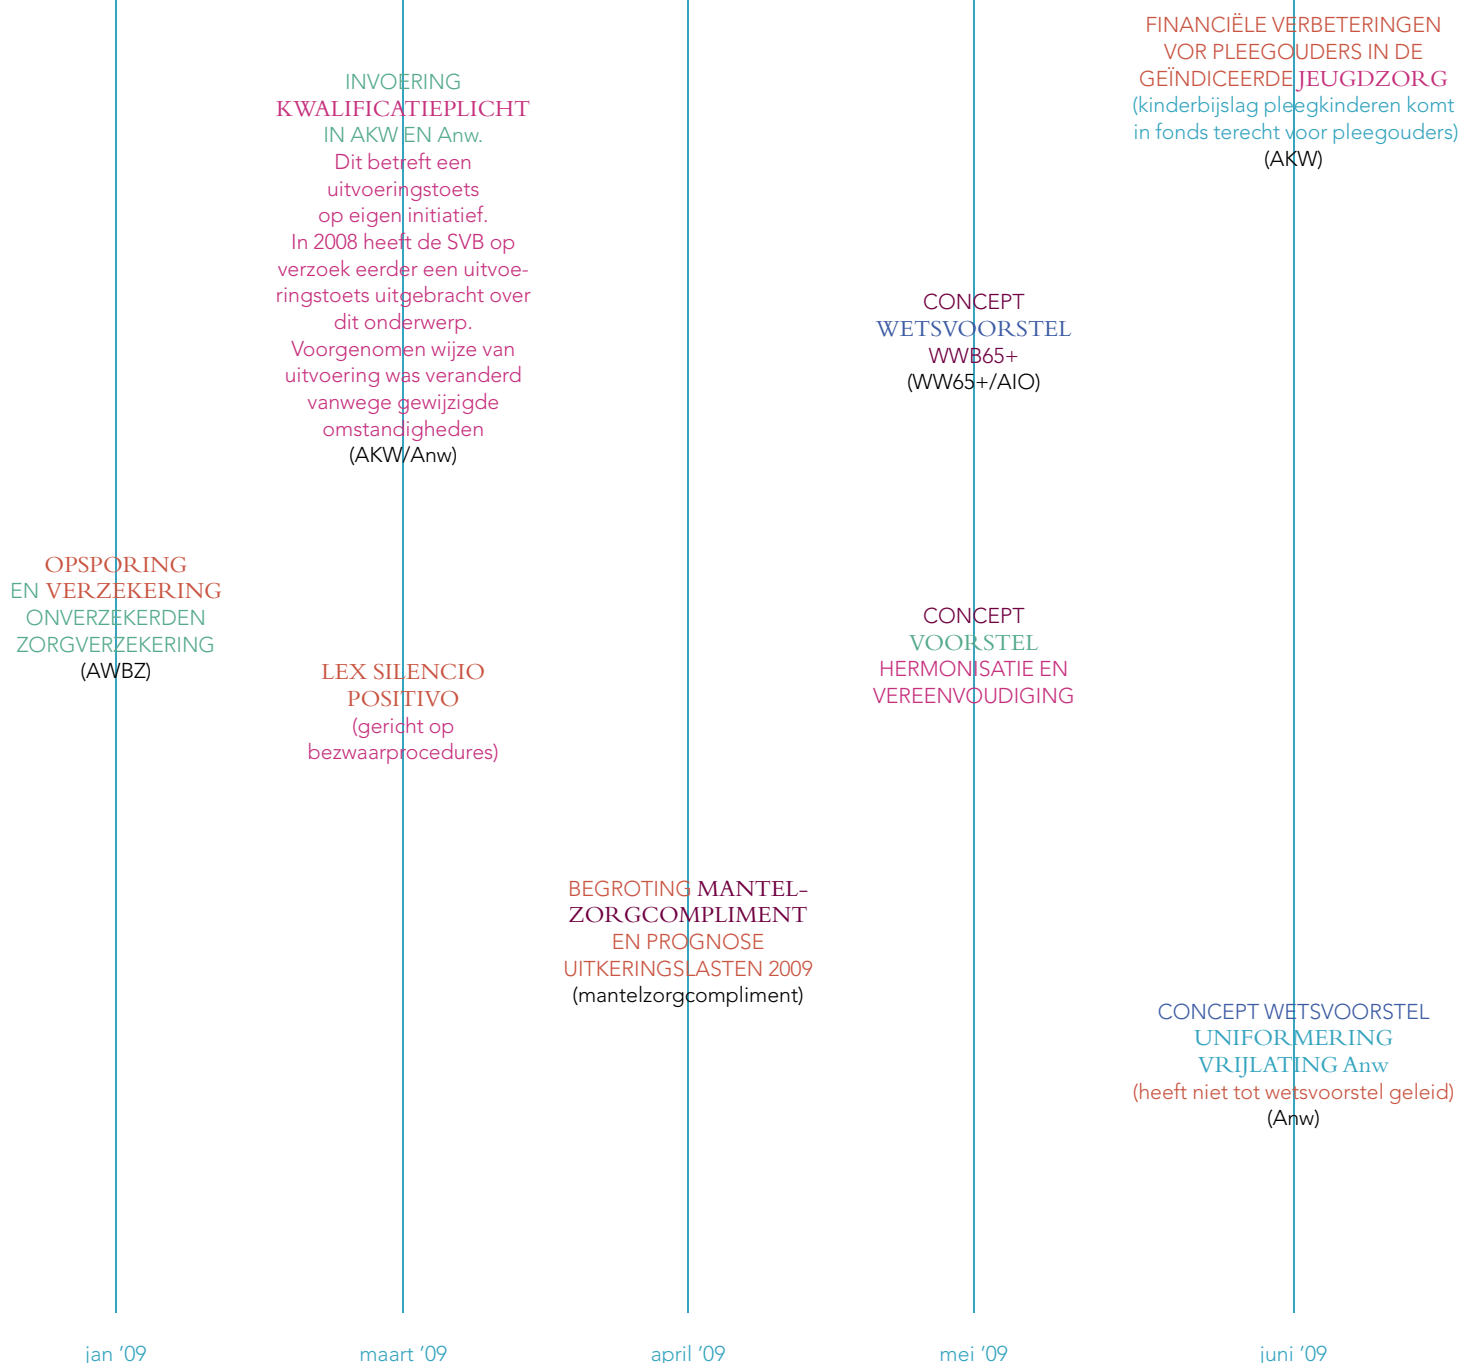 OPSPORING
EN VERZEKERING
ONVERZEKERDEN
ZORGVERZEKERING
(AWBZ)
INVOERING
KWALIFICATIEPLICHT
IN AKW EN Anw.
Dit betreft een
uitvoeringstoets
op eigen initiatief.
In 2008 heeft de SVB op
verzoek eerder een uitvoe-
ringstoets uitgebracht over
dit onderwerp.
Voorgenomen wijze van
uitvoering was veranderd
vanwege gewijzigde
omstandigheden
(AKW/Anw)
LEX SILENCIO
POSITIVO
(gericht op
bezwaarprocedures)
BEGROTING MANTEL-
ZORGCOMPLIMENT
EN PROGNOSE
UITKERINGSLASTEN 2009
(mantelzorgcompliment)
CONCEPT
WETSVOORSTEL
WWB65+
(WW65+/AIO)
CONCEPT
VOORSTEL
HERMONISATIE EN
VEREENVOUDIGING
FINANCIËLE VERBETERINGEN
VOR PLEEGOUDERS IN DE
GEÏNDICEERDE JEUGDZORG
(kinderbijslag pleegkinderen komt
in fonds terecht voor pleegouders)
(AKW)
CONCEPT WETSVOORSTEL
UNIFORMERING
VRIJLATING Anw
(heeft niet tot wetsvoorstel geleid)
(Anw)
jan '09
maart '09
april '09
mei '09
juni '09